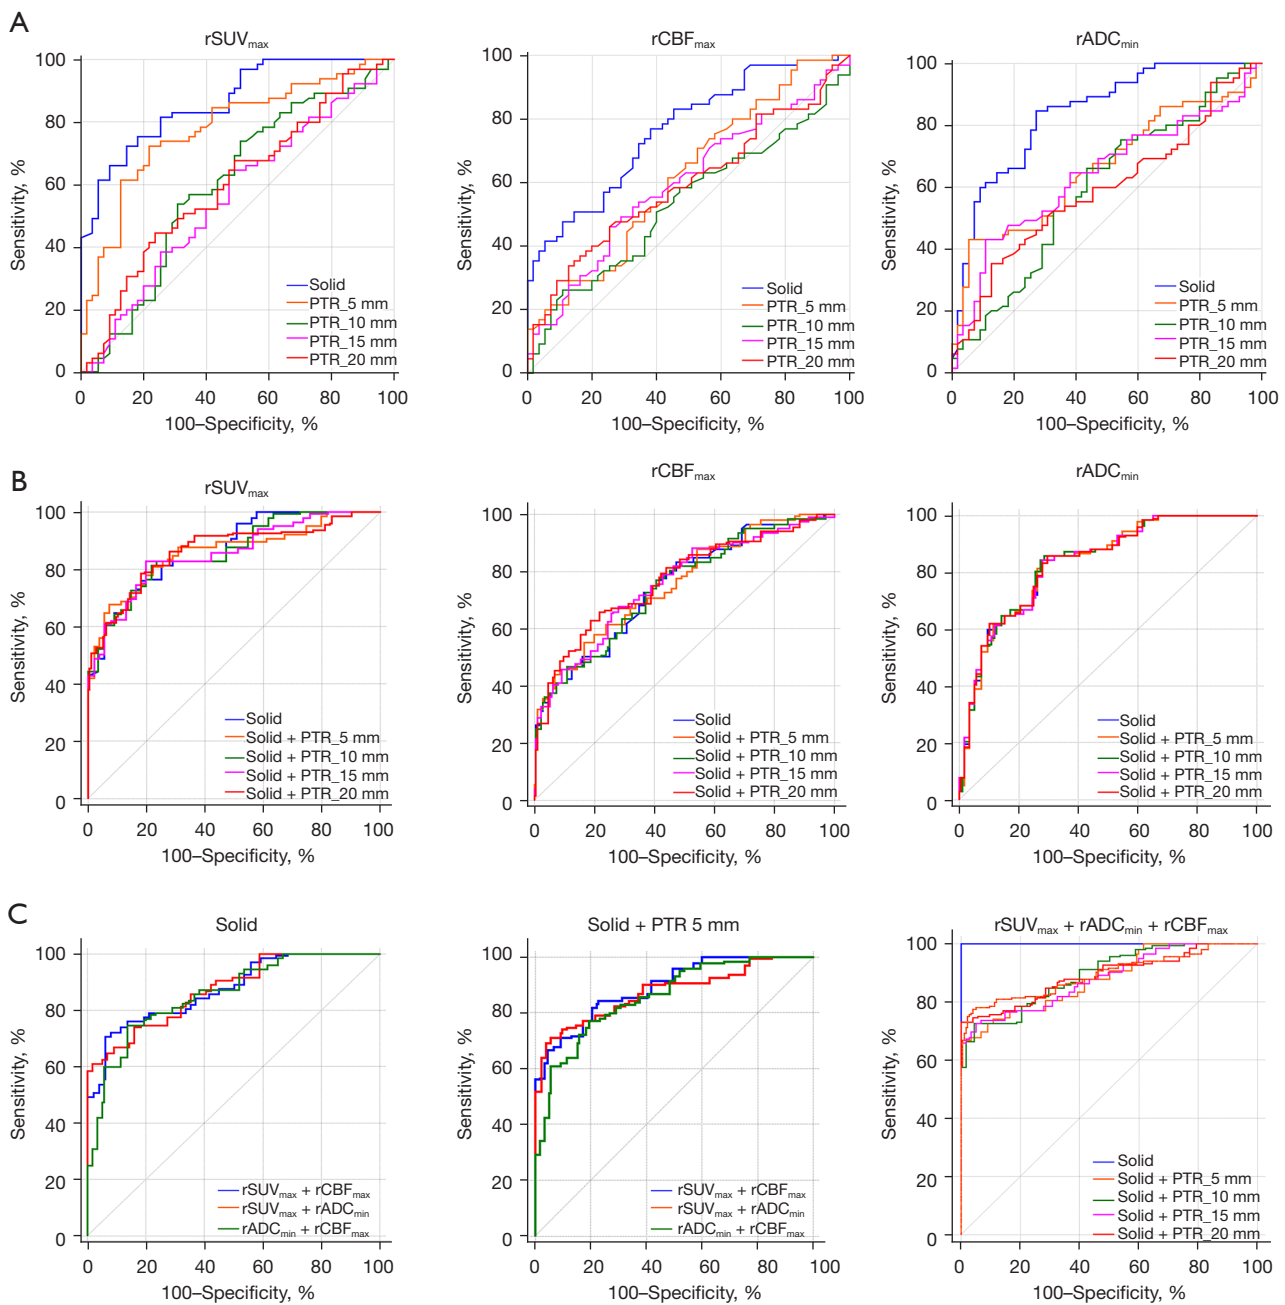 A
rSUVmax
100
80
60
40
20
0
Sensitivity, %
Solid
PTR_5 mm
PTR_10 mm
PTR_15 mm
PTR_20 mm
0 20 40 60 80 100
100–Specificity, %
rCBFmax
100
80
60
40
20
0
Sensitivity, %
Solid
PTR_5 mm
PTR_10 mm
PTR_15 mm
PTR_20 mm
0 20 40 60 80 100
100–Specificity, %
rADCmin
100
80
60
40
20
0
Sensitivity, %
Solid
PTR_5 mm
PTR_10 mm
PTR_15 mm
PTR_20 mm
0 20 40 60 80 100
100–Specificity, %
B
rSUVmax
100
80
60
40
20
0
Sensitivity, %
Solid
Solid + PTR_5 mm
Solid + PTR_10 mm
Solid + PTR_15 mm
Solid + PTR_20 mm
0 20 40 60 80 100
100–Specificity, %
rCBFmax
100
80
60
40
20
0
Sensitivity, %
Solid
Solid + PTR_5 mm
Solid + PTR_10 mm
Solid + PTR_15 mm
Solid + PTR_20 mm
0 20 40 60 80 100
100–Specificity, %
rADCmin
100
80
60
40
20
0
Sensitivity, %
Solid
Solid + PTR_5 mm
Solid + PTR_10 mm
Solid + PTR_15 mm
Solid + PTR_20 mm
0 20 40 60 80 100
100–Specificity, %
C
Solid
100
80
60
40
20
0
Sensitivity, %
rSUVmax + rCBFmax
rSUVmax + rADCmin
rADCmin + rCBFmax
0 20 40 60 80 100
100–Specificity, %
Solid + PTR 5 mm
100
80
60
40
20
0
Sensitivity, %
rSUVmax + rCBFmax
rSUVmax + rADCmin
rADCmin + rCBFmax
0 20 40 60 80 100
100–Specificity, %
rSUVmax + rADCmin + rCBFmax
100
80
60
40
20
0
Sensitivity, %
Solid
Solid + PTR_5 mm
Solid + PTR_10 mm
Solid + PTR_15 mm
Solid + PTR_20 mm
0 20 40 60 80 100
100–Specificity, %